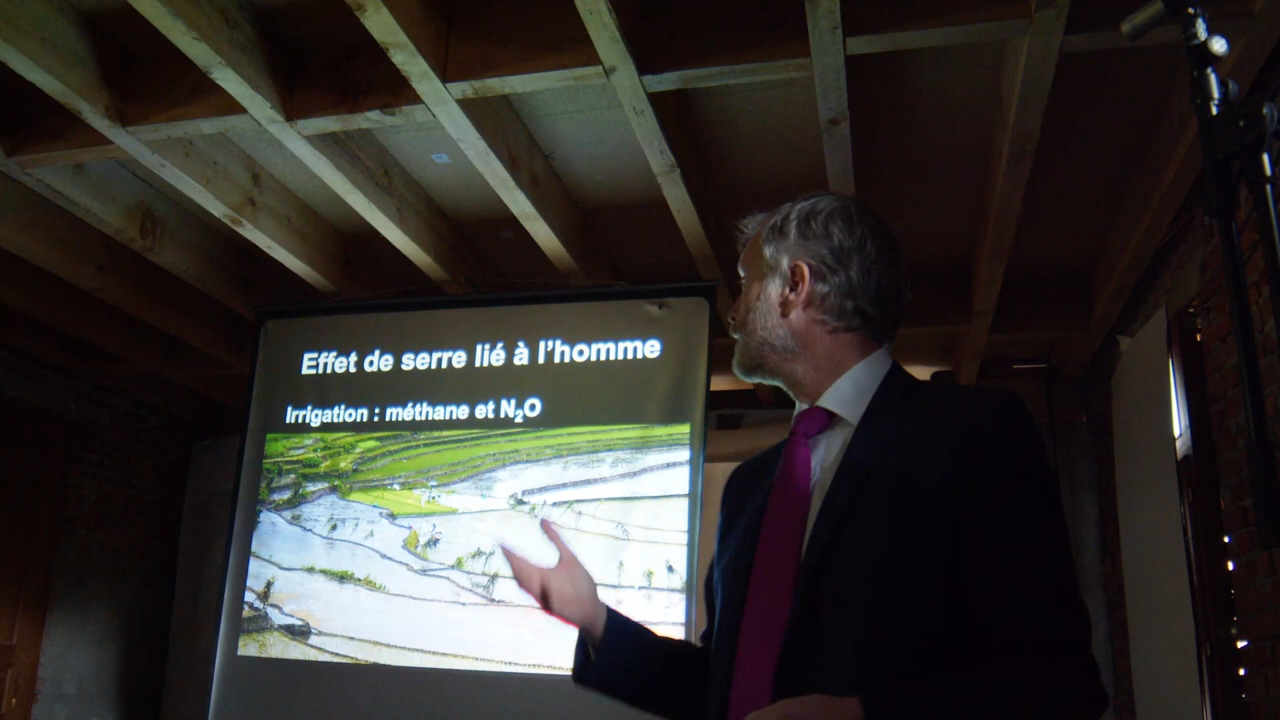 Effet de serre lié à l'homme
Irrigation : méthane et N₂O